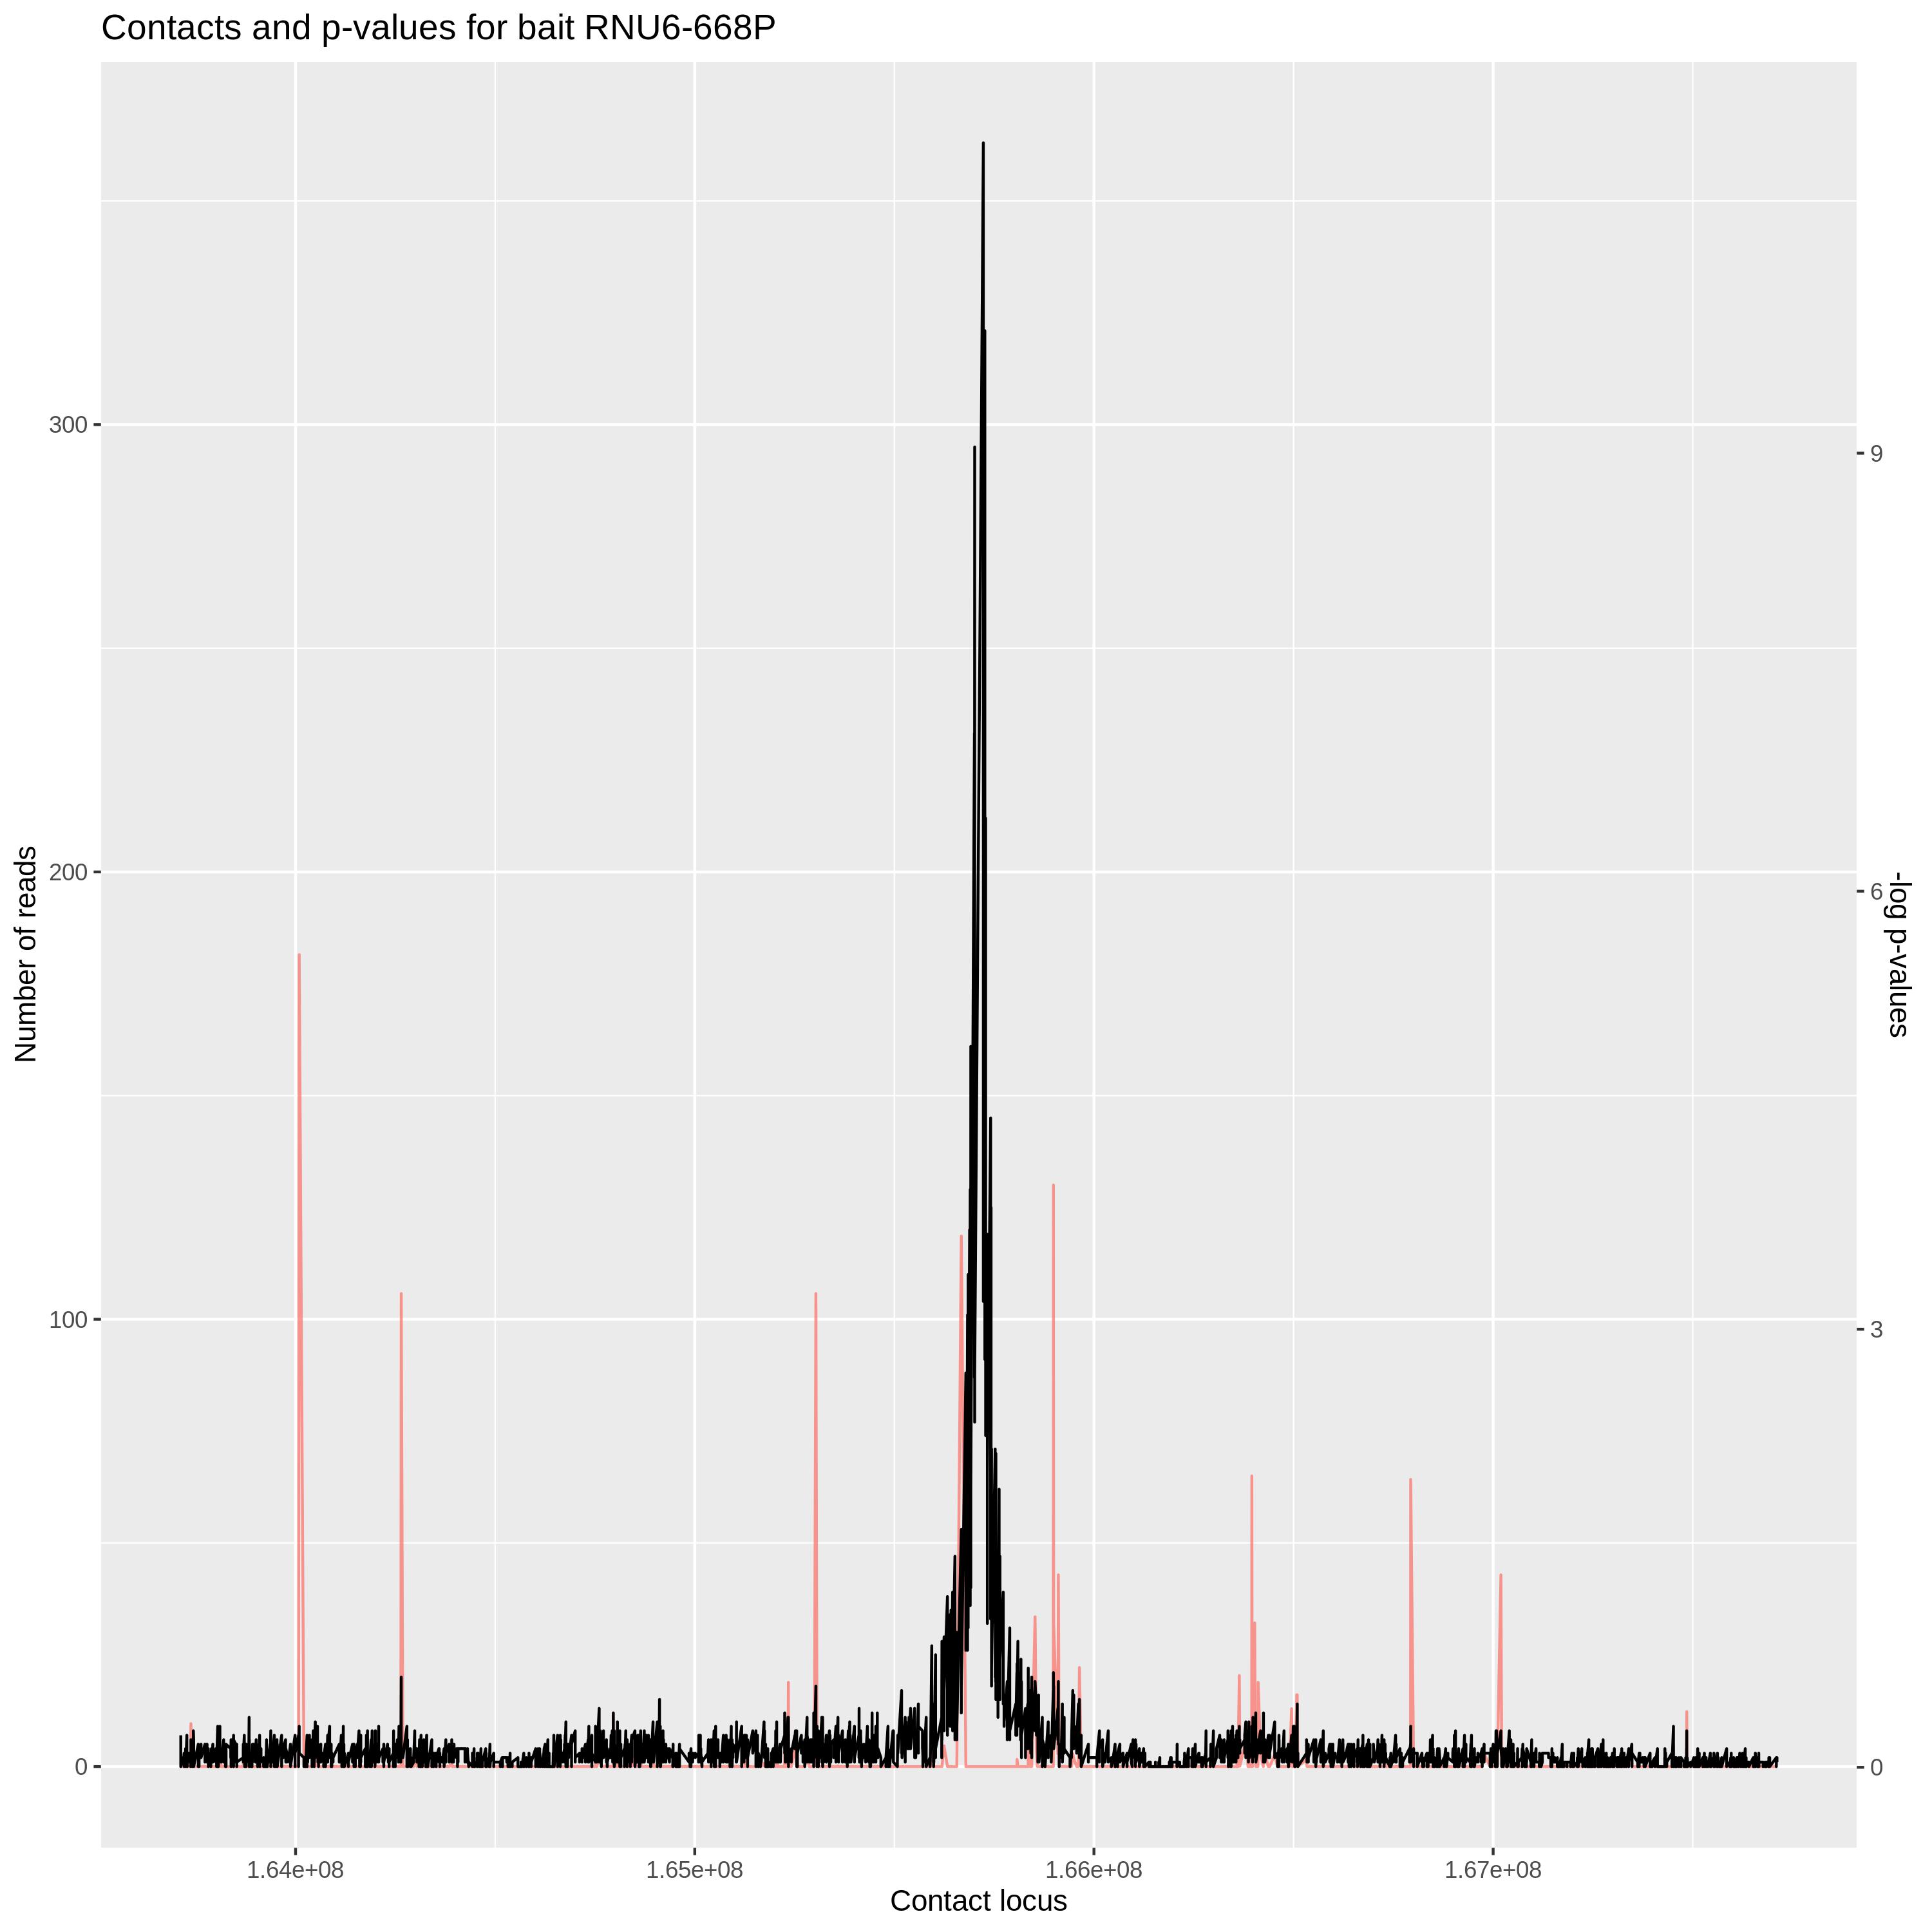 Contacts and p-values for bait RNU6-668P
300
200
100
0
Number of reads
9
6
3
0
-log p-values
1.64e+08
1.65e+08
1.66e+08
1.67e+08
Contact locus